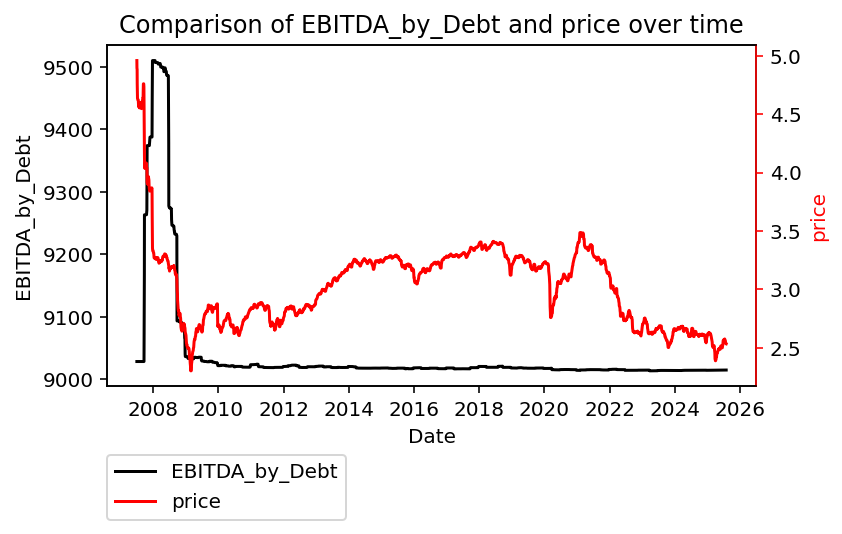 Comparison of EBITDA_by_Debt and price over time
EBITDA_by_Debt
9500
9400
9300
9200
9100
9000
5.0
4.5
4.0
3.5
3.0
2.5
price
2008 2010 2012 2014 2016 2018 2020 2022 2024 2026
Date
EBITDA_by_Debt
price